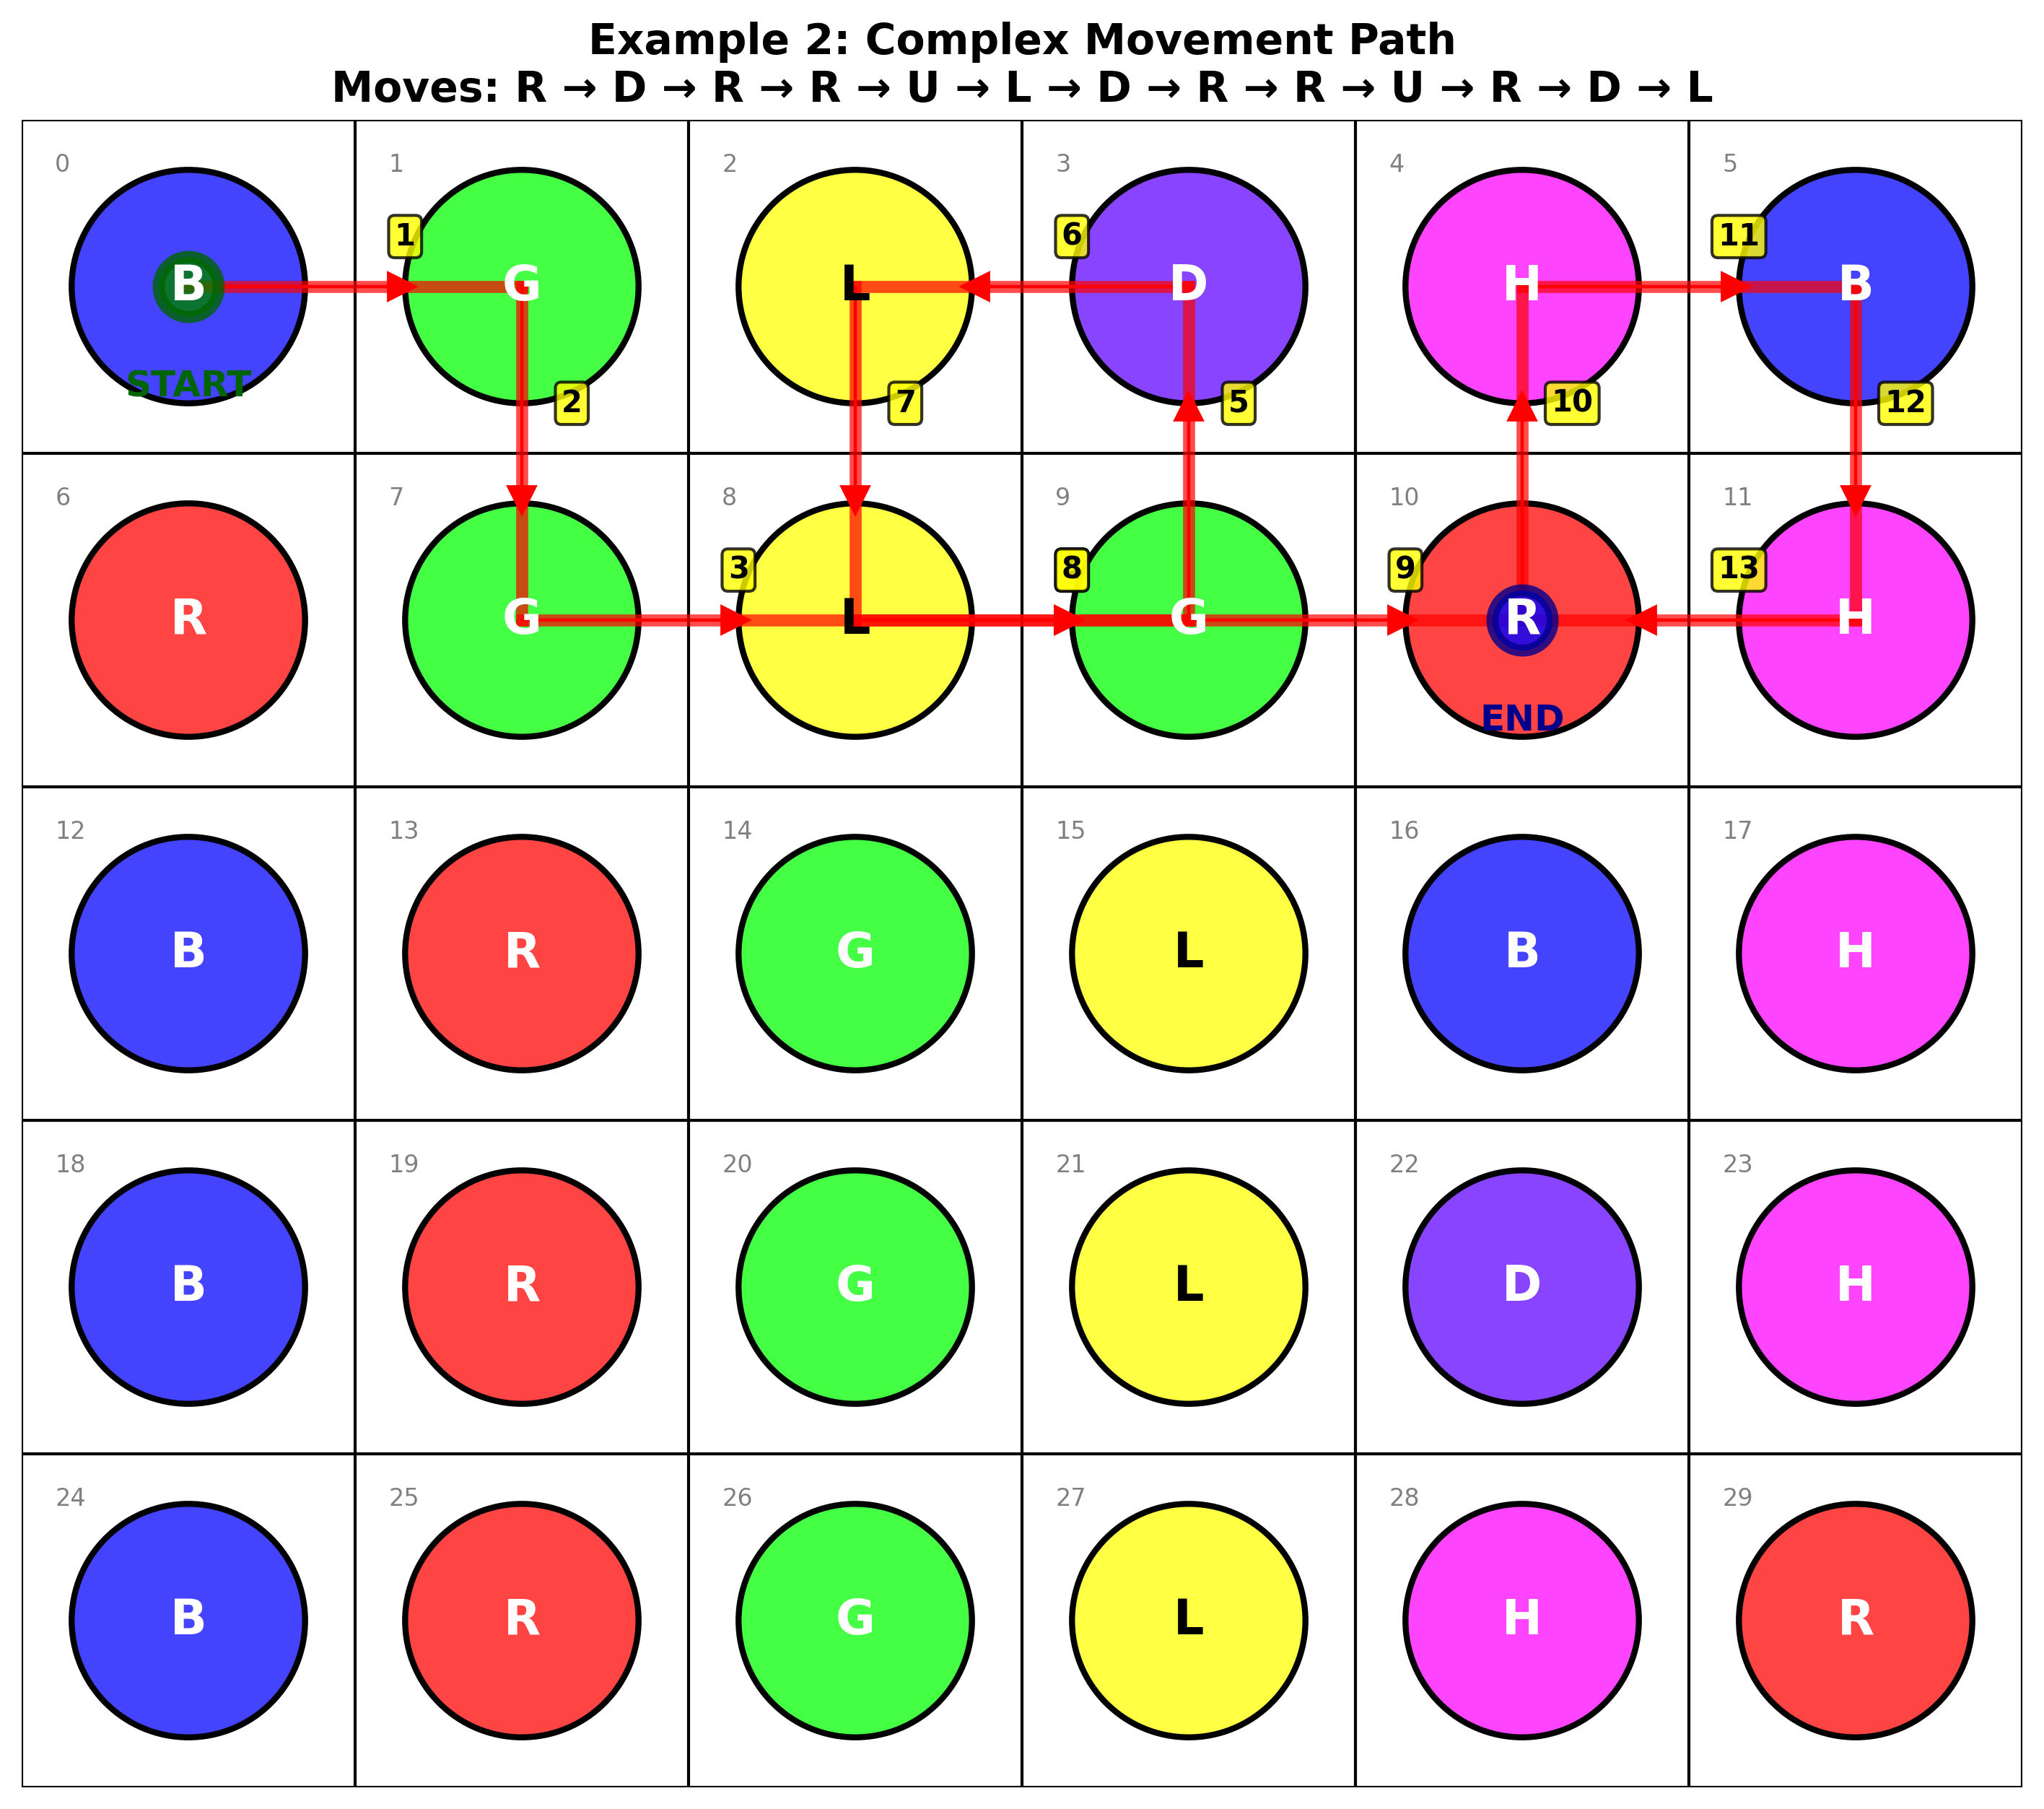 Example 2: Complex Movement Path
Moves: R → D → R → R → U → L → D → R → R → U → R → D → L
0 1 2 3 4 5
1 6 11
B G L D H B
START 2 7 5 10 12
6 7 8 9 10 11
3 8 9 13
R G L G R H
END
12 13 14 15 16 17
B R G L B H
18 19 20 21 22 23
B R G L D H
24 25 26 27 28 29
B R G L H R